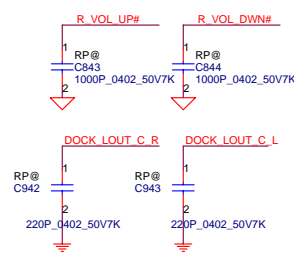 R_VOL_UP# R_VOL_DWN#
1 1
RP@ RP@
C843 C844
1000P_0402_50V7K 1000P_0402_50V7K
2 2
DOCK_LOUT_C_R DOCK_LOUT_C_L
1 1
RP@ RP@
C942 C943
2 2
220P_0402_50V7K 220P_0402_50V7K